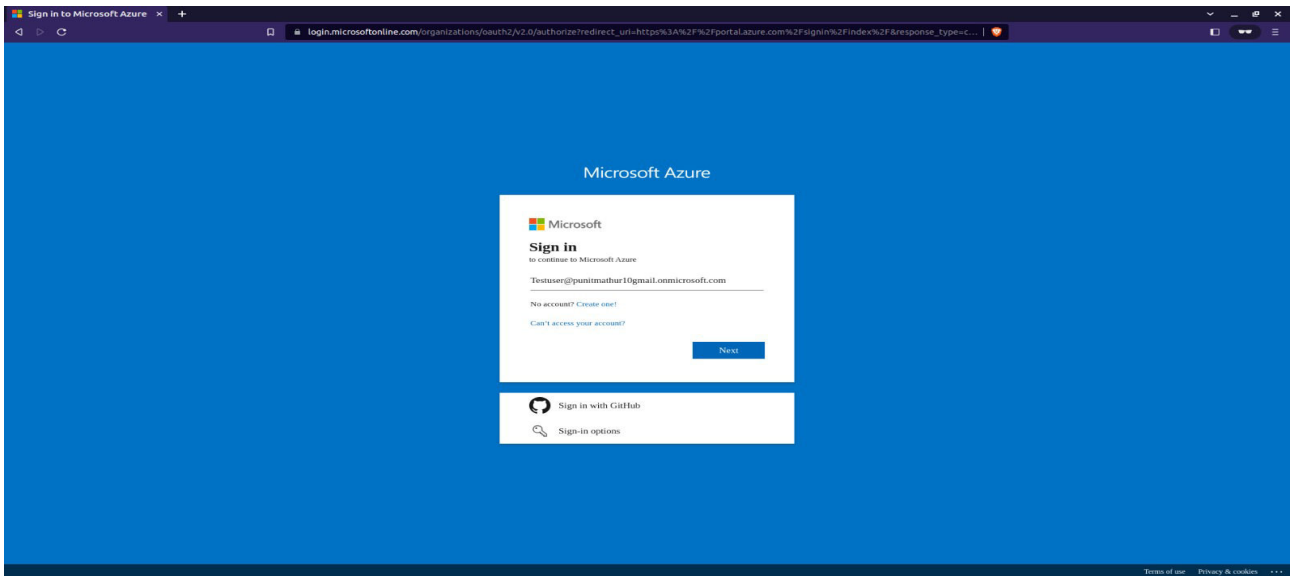 Sign in to Microsoft Azure
login.microsoftonline.com/organizations/oauth2/v2.0/authorize?redirect_uri=https%3A%2F%2Fportal.azure.com%2Fsignin%2Findex%2F&response_type=c...
Microsoft Azure
Microsoft
Sign in
to continue to Microsoft Azure
Testuser@punitmathur10gmail.onmicrosoft.com
No account? Create one!
Can't access your account?
Next
Sign in with GitHub
Sign-in options
Terms of use Privacy & cookies ...